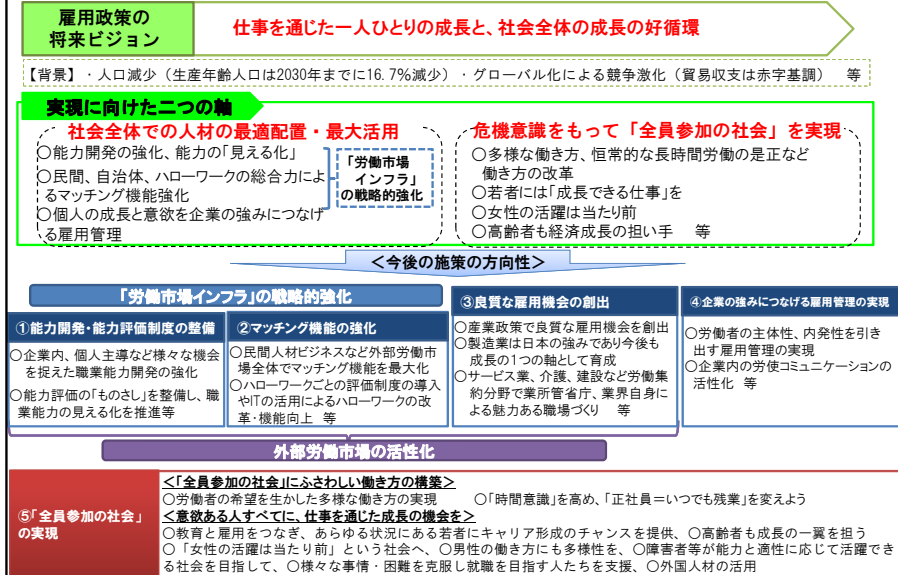 雇用政策の
将来ビジョン
仕事を通じた一人ひとりの成長と、社会全体の成長の好循環
【背景】・人口減少（生産年齢人口は2030年までに16.7％減少）・グローバル化による競争激化（貿易収支は赤字基調）　等
実現に向けた二つの軸
社会全体での人材の最適配置・最大活用
○能力開発の強化、能力の「見える化」
○民間、自治体、ハローワークの総合力によ
るマッチング機能強化
○個人の成長と意欲を企業の強みにつなげ
る雇用管理
「労働市場
インフラ」
の戦略的強化
危機意識をもって「全員参加の社会」を実現
○多様な働き方、恒常的な長時間労働の是正など
働き方の改革
○若者には「成長できる仕事」を
○女性の活躍は当たり前
○高齢者も経済成長の担い手　等
＜今後の施策の方向性＞
「労働市場インフラ」の戦略的強化
①能力開発・能力評価制度の整備
○企業内、個人主導など様々な機会
を捉えた職業能力開発の強化
○能力評価の「ものさし」を整備し、職
業能力の見える化を推進等
②マッチング機能の強化
○民間人材ビジネスなど外部労働市
場全体でマッチング機能を最大化
○ハローワークごとの評価制度の導入
やITの活用によるハローワークの改
革・機能向上　等
③良質な雇用機会の創出
○産業政策で良質な雇用機会を創出
○製造業は日本の強みであり今後も
成長の1つの軸として育成
○サービス業、介護、建設など労働集
約分野で業所管省庁、業界自身に
よる魅力ある職場づくり　等
④企業の強みにつなげる雇用管理の実現
○労働者の主体性、内発性を引き
出す雇用管理の実現
○企業内の労使コミュニケーションの
活性化　等
外部労働市場の活性化
⑤「全員参加の社会」
の実現
＜「全員参加の社会」にふさわしい働き方の構築＞
○労働者の希望を生かした多様な働き方の実現　○「時間意識」を高め、「正社員＝いつでも残業」を変えよう
＜意欲ある人すべてに、仕事を通じた成長の機会を＞
○教育と雇用をつなぎ、あらゆる状況にある若者にキャリア形成のチャンスを提供、○高齢者も成長の一翼を担う
○「女性の活躍は当たり前」という社会へ、○男性の働き方にも多様性を、○障害者等が能力と適性に応じて活躍でき
る社会を目指して、○様々な事情・困難を克服し就職を目指す人たちを支援、○外国人材の活用